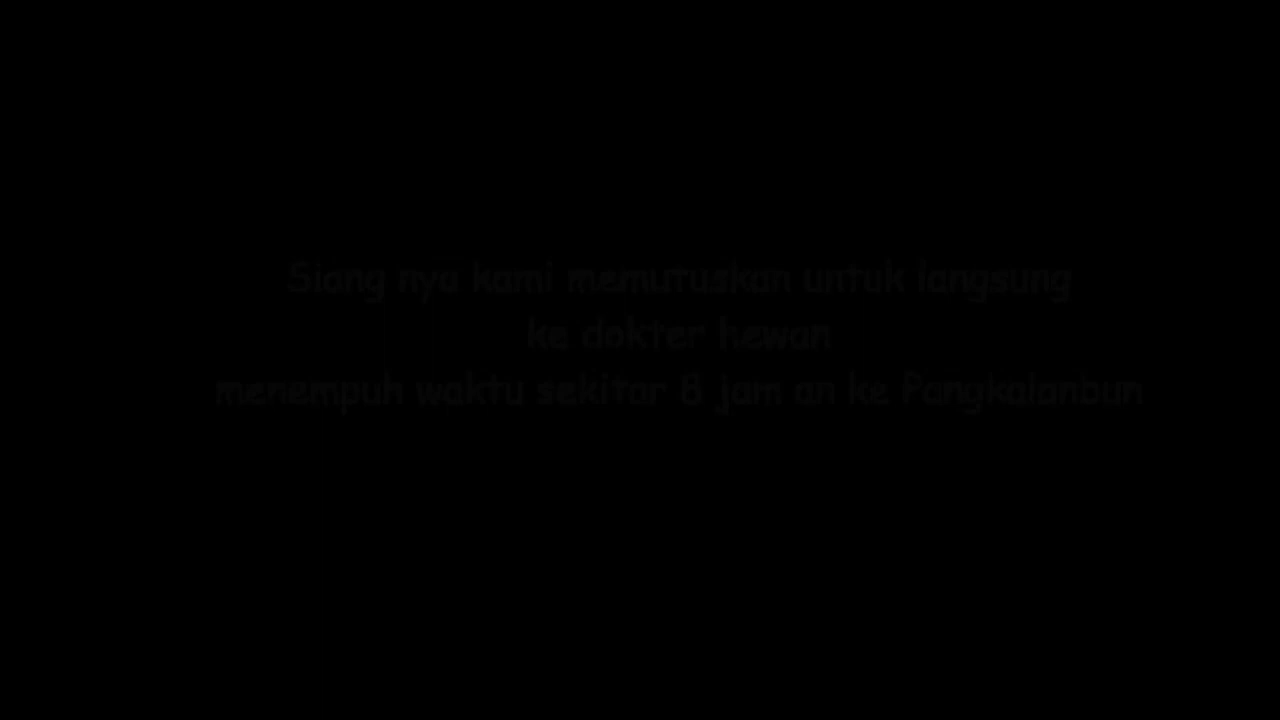 Siang nya kami memutuskan untuk langsung
ke dokter hewan
menempuh waktu sekitar 8 jam an ke Pangkalanbun